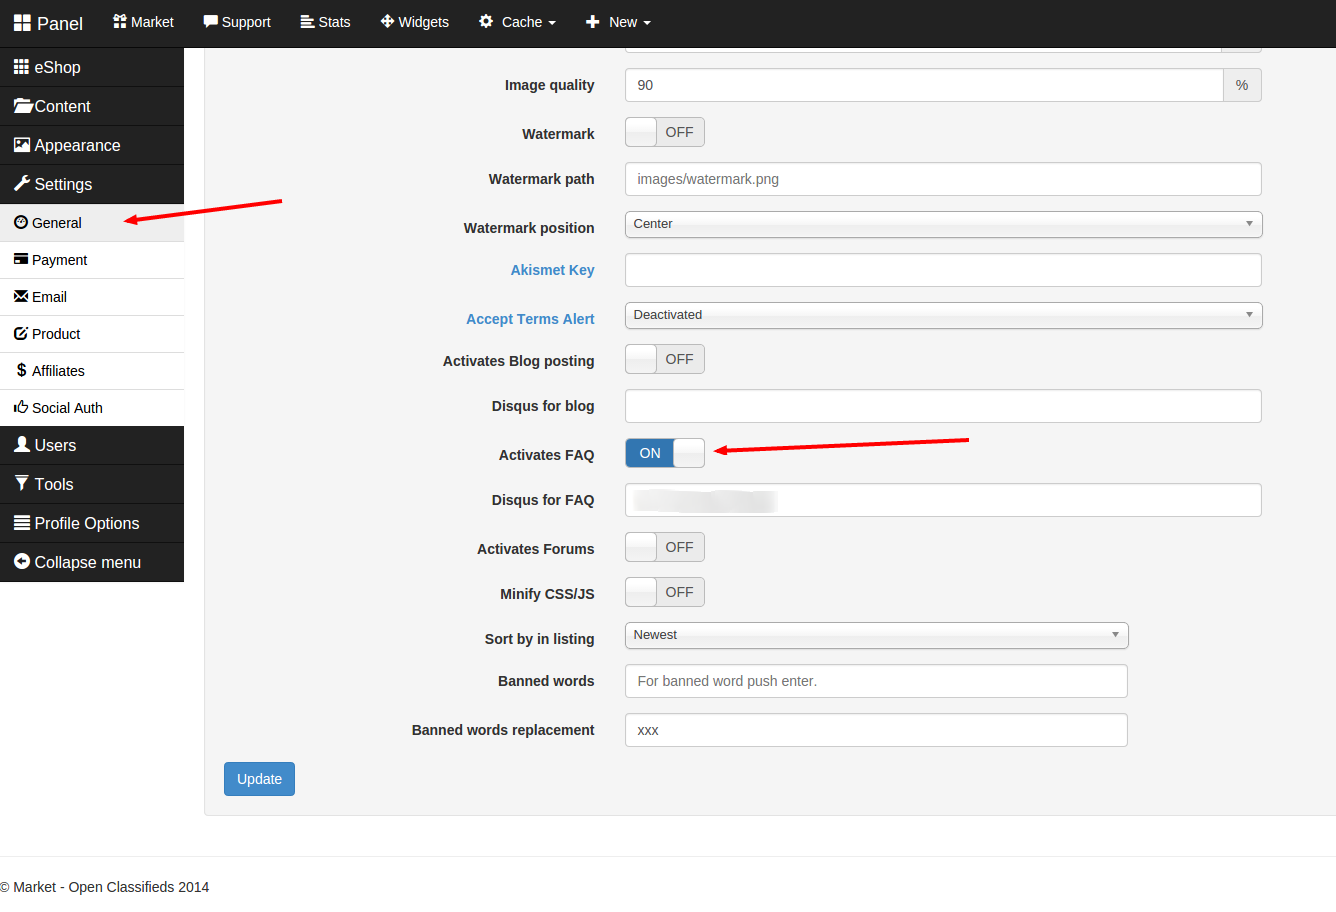 Panel Market Support Stats Widgets Cache New
eShop
Content
Appearance
Settings
General
Payment
Email
Product
Affiliates
Social Auth
Users
Tools
Profile Options
Collapse menu
Image quality 90 %
Watermark OFF
Watermark path images/watermark.png
Watermark position Center
Akismet Key
Accept Terms Alert Deactivated
Activates Blog posting OFF
Disqus for blog
Activates FAQ ON
Disqus for FAQ
Activates Forums OFF
Minify CSS/JS OFF
Sort by in listing Newest
Banned words For banned word push enter.
Banned words replacement xxx
Update
© Market - Open Classifieds 2014